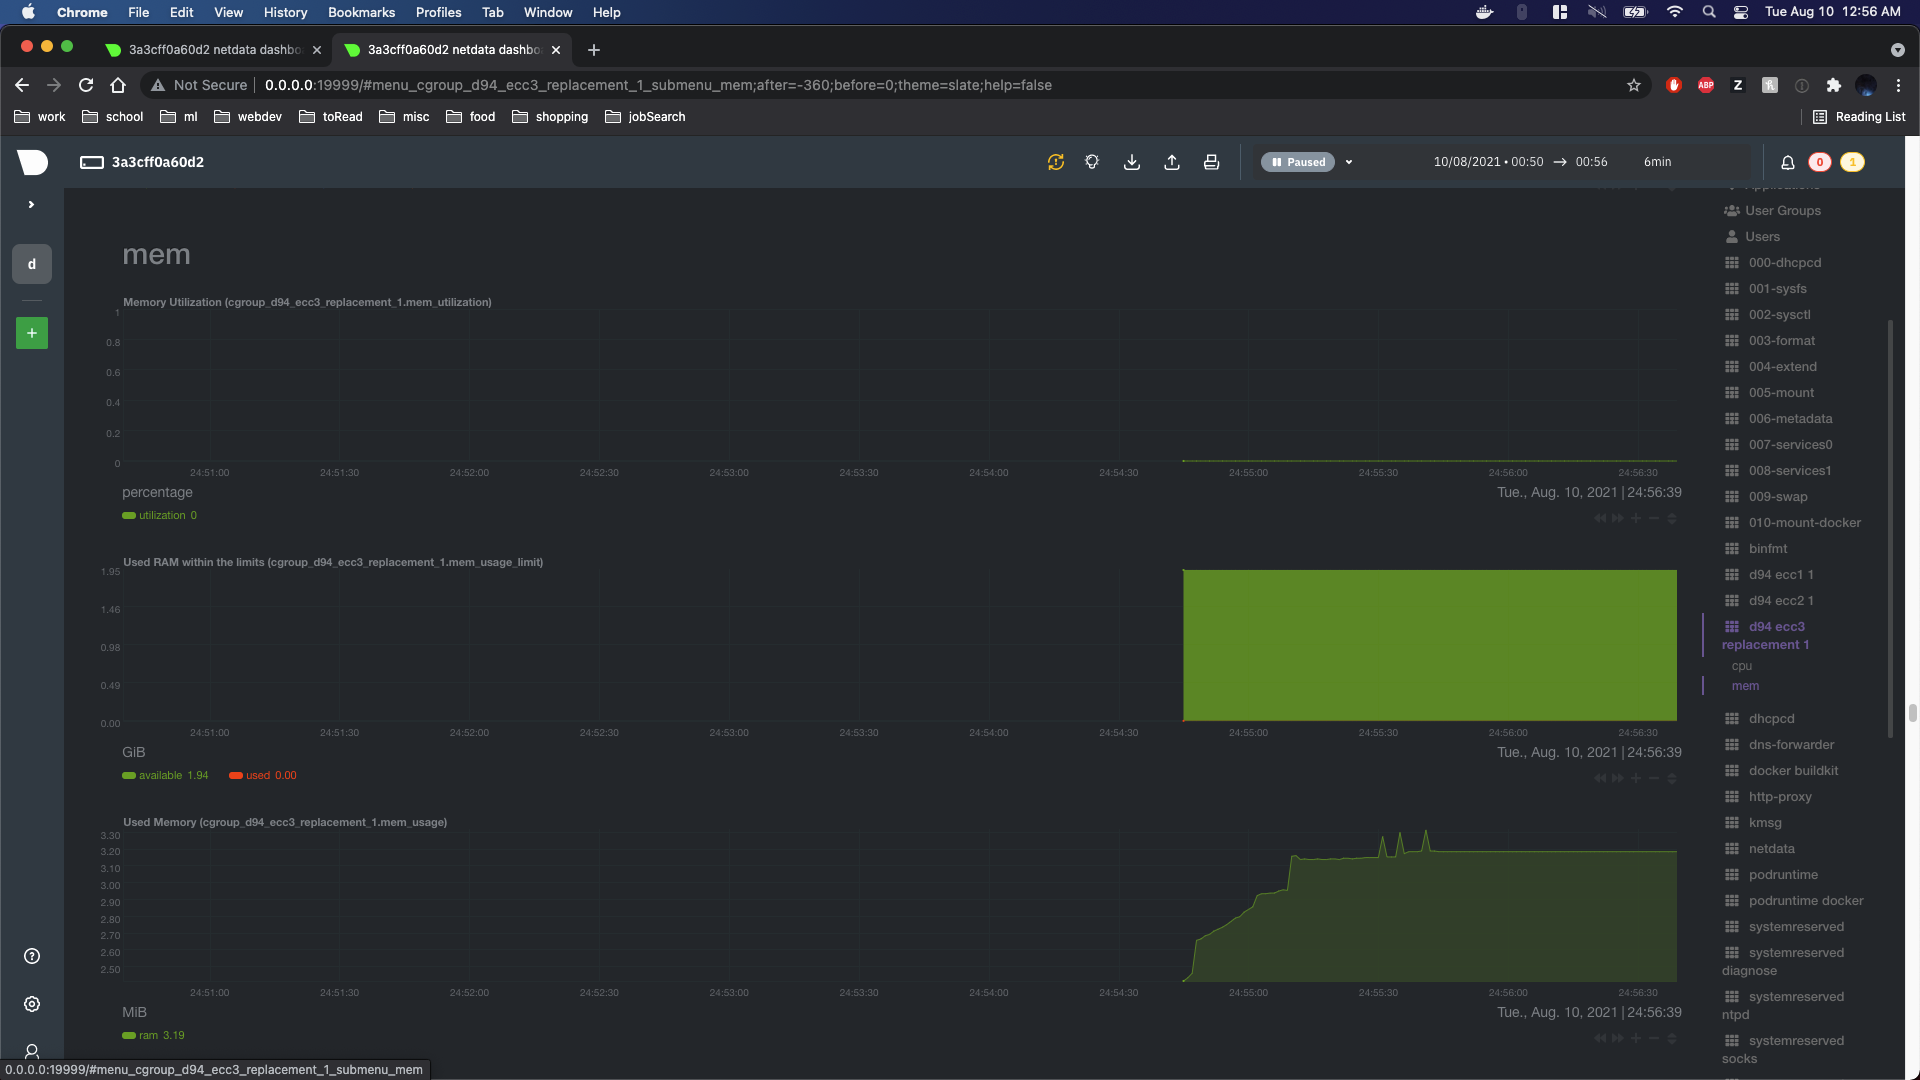 Chrome File Edit View History Bookmarks Profiles Tab Window Help Tue Aug 10 12:56 AM
3a3cff0a60d2 netdata dashbo 3a3cff0a60d2 netdata dashbo
Not Secure 0.0.0.0:19999/#menu_cgroup_d94_ecc3_replacement_1_submenu_mem;after=-360;before=0;theme=slate;help=false ABP Z
work school ml webdev toRead misc food shopping jobSearch Reading List
3a3cff0a60d2 Paused 10/08/2021 • 00:50 → 00:56 6min 0 1
d
+
mem
Memory Utilization (cgroup_d94_ecc3_replacement_1.mem_utilization)
1
0.8
0.6
0.4
0.2
0
24:51:00 24:51:30 24:52:00 24:52:30 24:53:00 24:53:30 24:54:00 24:54:30 24:55:00 24:55:30 24:56:00 24:56:30
percentage Tue., Aug. 10, 2021 | 24:56:39
utilization 0
Used RAM within the limits (cgroup_d94_ecc3_replacement_1.mem_usage_limit)
1.95
1.46
0.98
0.49
0.00
24:51:00 24:51:30 24:52:00 24:52:30 24:53:00 24:53:30 24:54:00 24:54:30 24:55:00 24:55:30 24:56:00 24:56:30
GiB Tue., Aug. 10, 2021 | 24:56:39
available 1.94 used 0.00
Used Memory (cgroup_d94_ecc3_replacement_1.mem_usage)
3.30
3.20
3.10
3.00
2.90
2.80
2.70
2.60
2.50
24:51:00 24:51:30 24:52:00 24:52:30 24:53:00 24:53:30 24:54:00 24:54:30 24:55:00 24:55:30 24:56:00 24:56:30
MiB Tue., Aug. 10, 2021 | 24:56:39
ram 3.19
Applications
User Groups
Users
000-dhcpcd
001-sysfs
002-sysctl
003-format
004-extend
005-mount
006-metadata
007-services0
008-services1
009-swap
010-mount-docker
binfmt
d94 ecc1 1
d94 ecc2 1
d94 ecc3
replacement 1
cpu
mem
dhcpcd
dns-forwarder
docker buildkit
http-proxy
kmsg
netdata
podruntime
podruntime docker
systemreserved
systemreserved
diagnose
systemreserved
ntpd
systemreserved
socks
0.0.0.0:19999/#menu_cgroup_d94_ecc3_replacement_1_submenu_mem